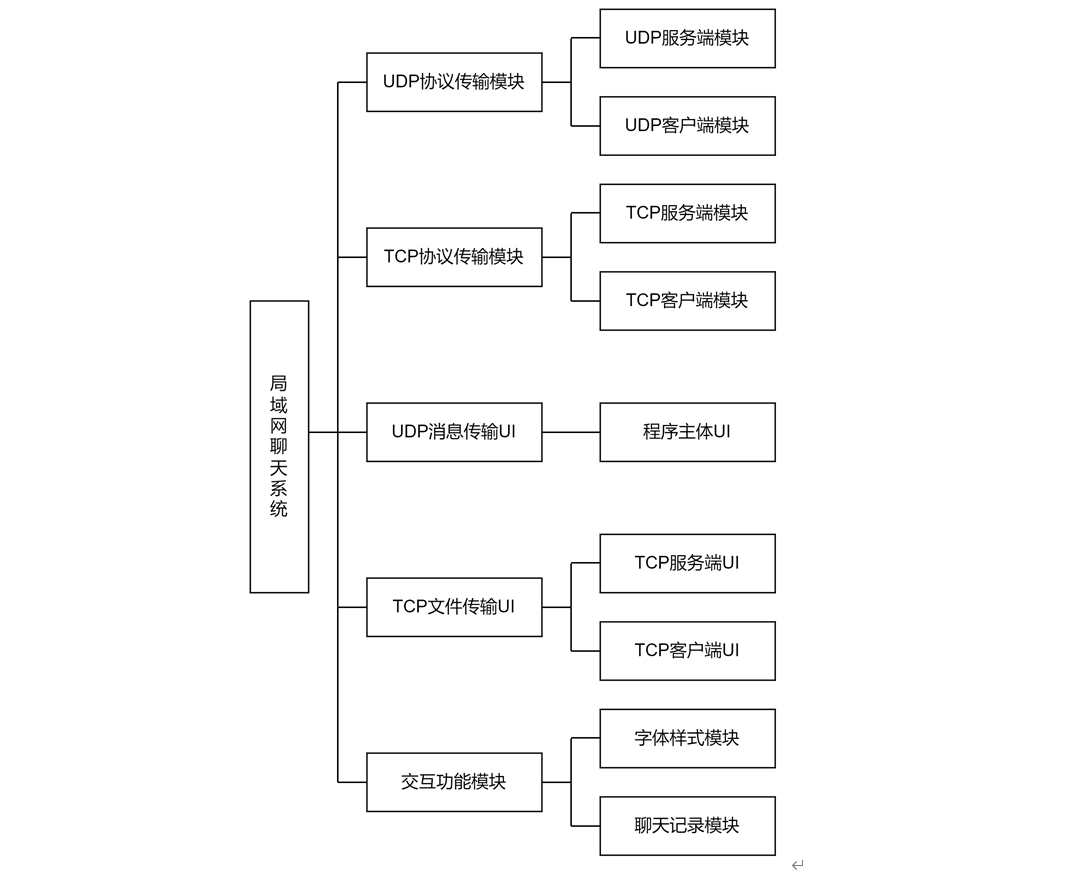 局域网聊天系统
UDP协议传输模块
UDP服务端模块
UDP客户端模块
TCP协议传输模块
TCP服务端模块
TCP客户端模块
UDP消息传输UI
程序主体UI
TCP文件传输UI
TCP服务端UI
TCP客户端UI
交互功能模块
字体样式模块
聊天记录模块